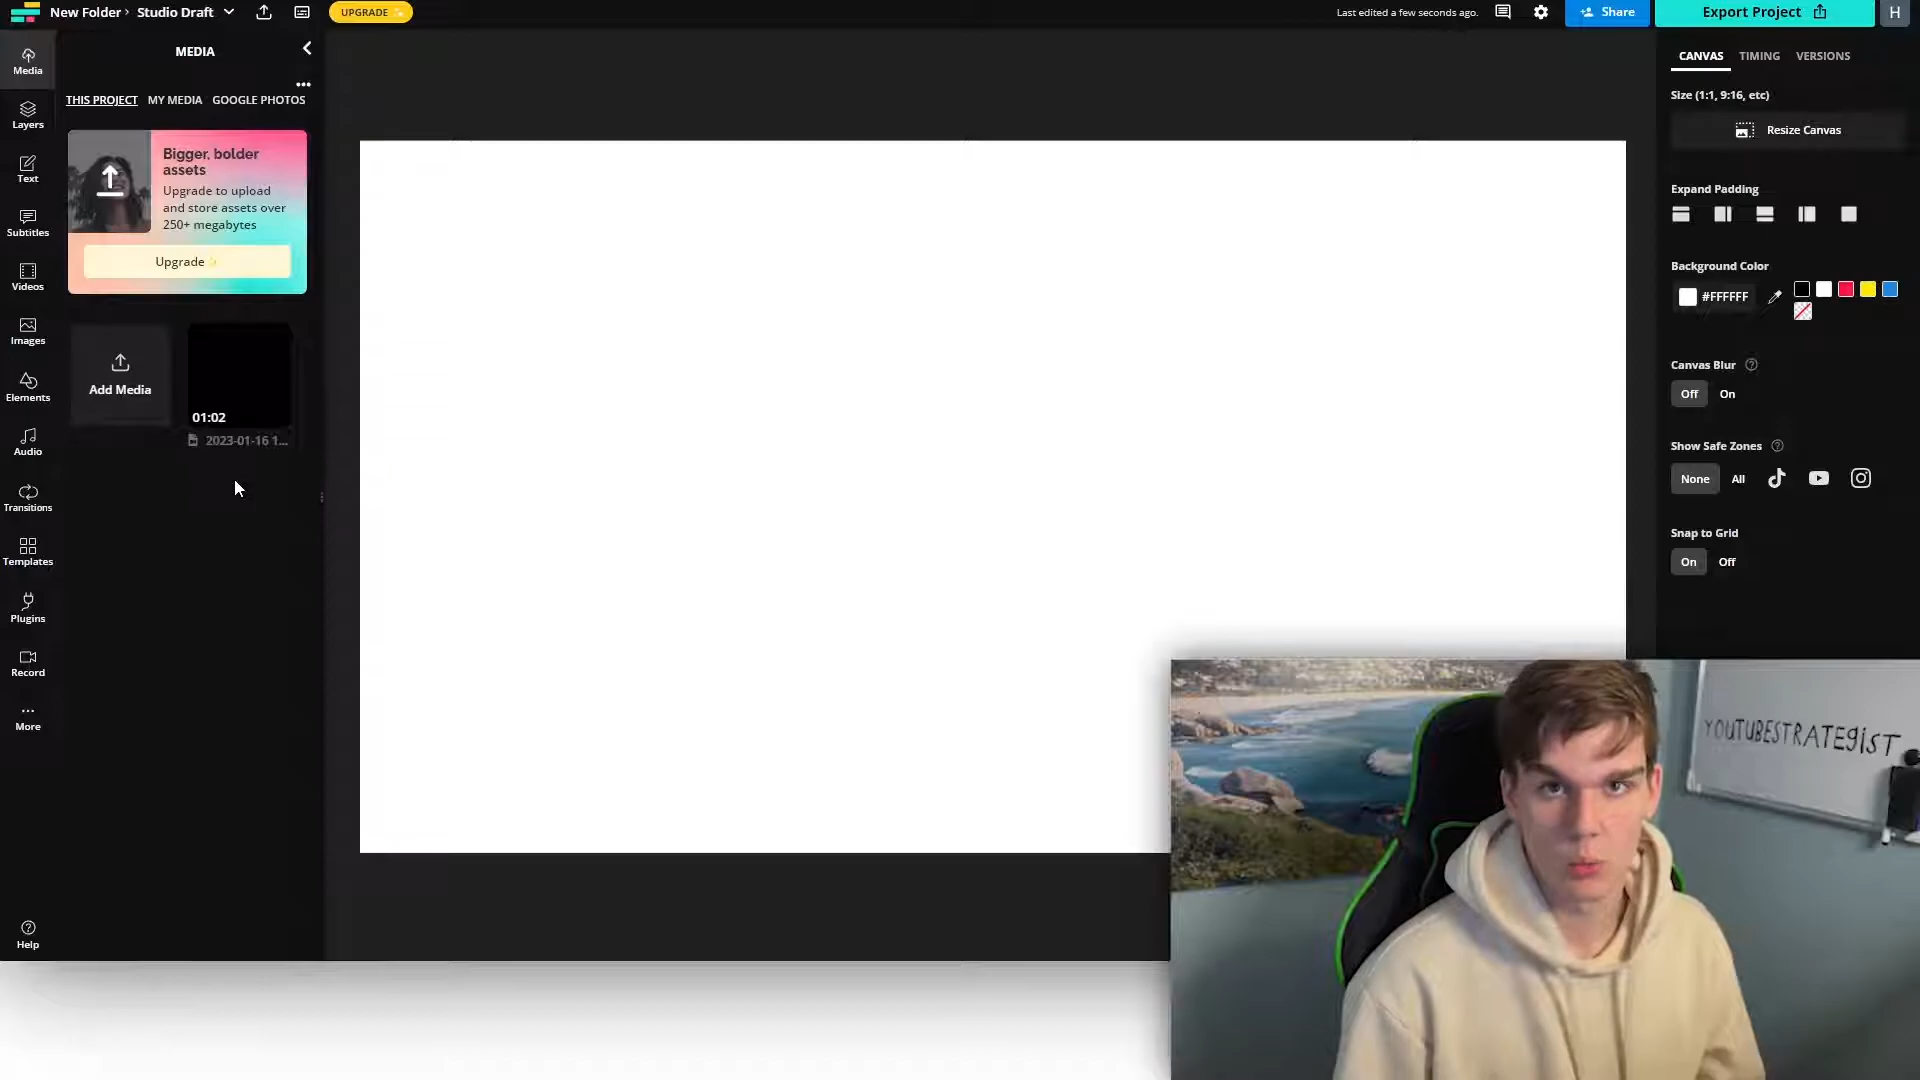 New Folder › Studio Draft
UPGRADE
Last edited a few seconds ago.
Share
Export Project
H
Media
Layers
Text
Subtitles
Videos
Images
Elements
Audio
Transitions
Templates
Plugins
Record
More
Help
MEDIA
THIS PROJECT MY MEDIA GOOGLE PHOTOS
Bigger, bolder
assets
Upgrade to upload
and store assets over
250+ megabytes
Upgrade
Add Media
01:02
2023-01-16 1...
CANVAS TIMING VERSIONS
Size (1:1, 9:16, etc)
Resize Canvas
Expand Padding
Background Color
#FFFFFF
Canvas Blur
Off On
Show Safe Zones
None All
Snap to Grid
On Off
YOUTUBESTRATEGIST